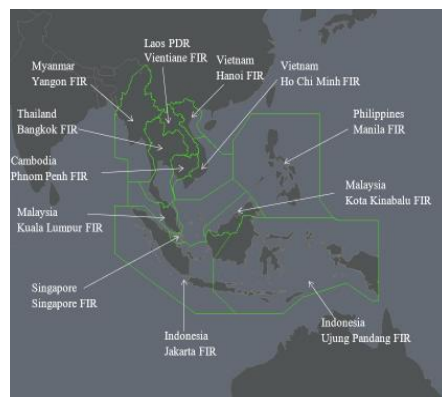 Laos PDR
Vientiane FIR
Vietnam
Hanoi FIR
Vietnam
Ho Chi Minh FIR
Myanmar
Yangon FIR
Thailand
Bangkok FIR
Philippines
Manila FIR
Cambodia
Phnom Penh FIR
Malaysia
Kota Kinabalu FIR
Malaysia
Kuala Lumpur FIR
Singapore
Singapore FIR
Indonesia
Jakarta FIR
Indonesia
Ujung Pandang FIR